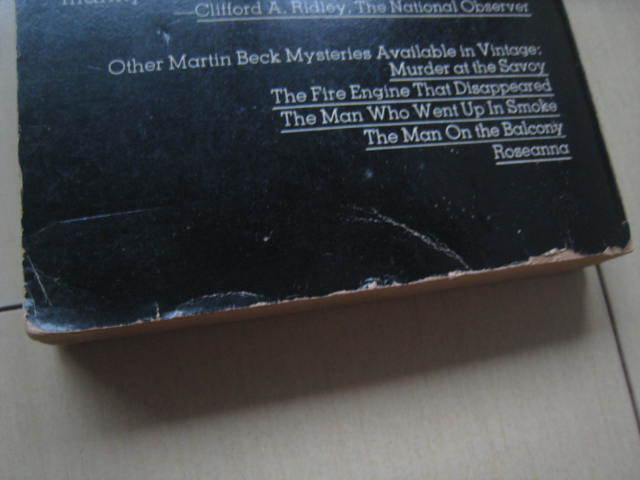 Clifford A. Ridley, The National Observer
Other Martin Beck Mysteries Available in Vintage:
Murder at the Savoy
The Fire Engine That Disappeared
The Man Who Went Up In Smoke
The Man On the Balcony
Roseanna